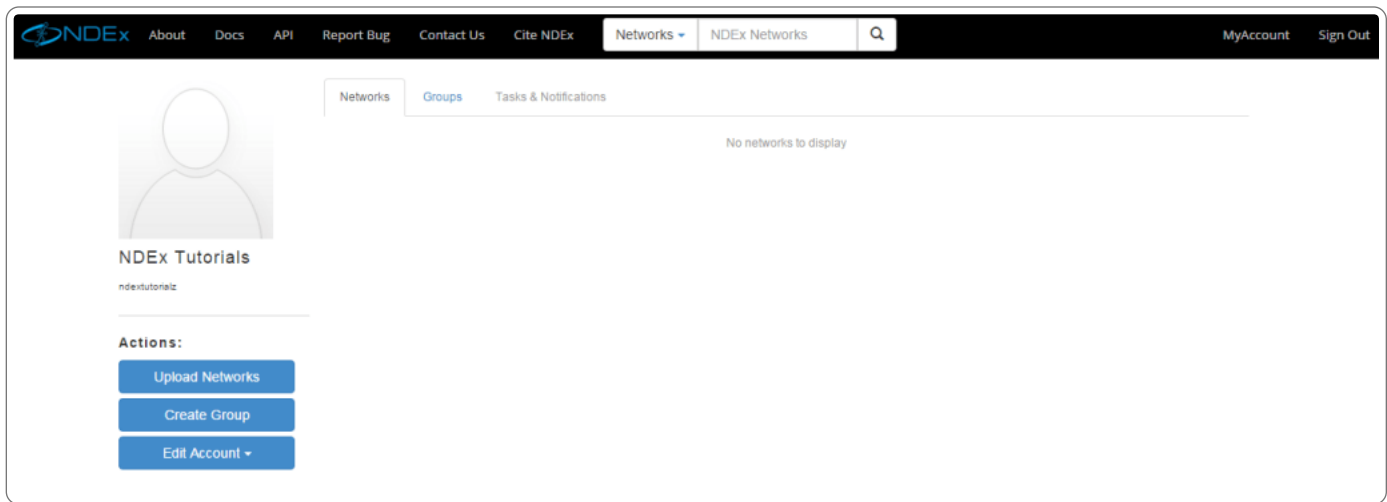 NDEx About Docs API Report Bug Contact Us Cite NDEx Networks NDEx Networks MyAccount Sign Out
Networks Groups Tasks & Notifications
No networks to display
NDEx Tutorials
ndextutorialz
Actions:
Upload Networks
Create Group
Edit Account